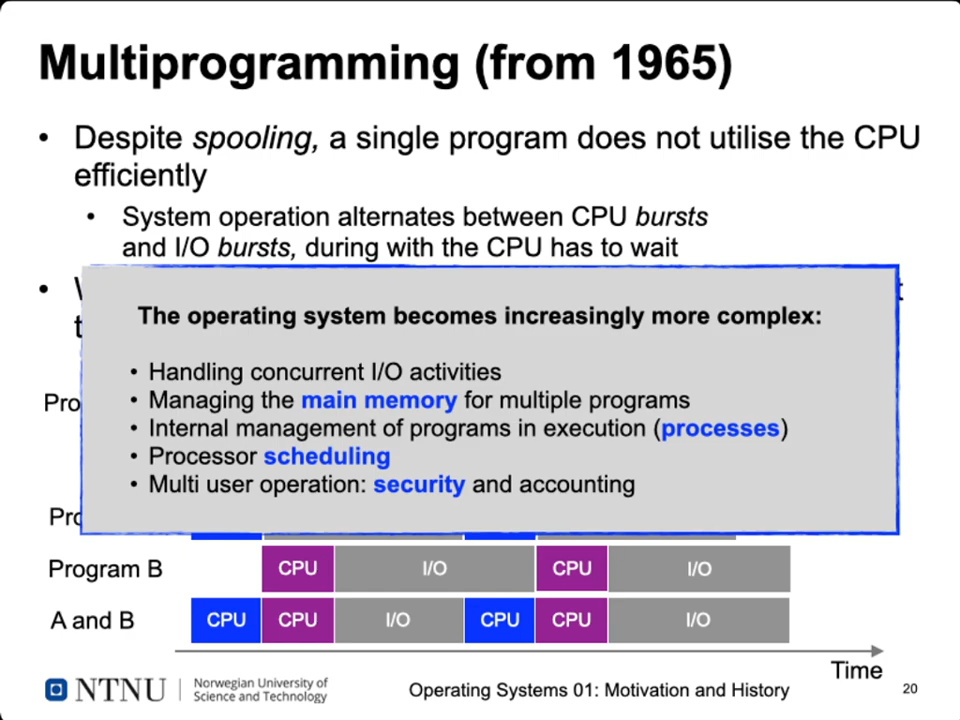 Multiprogramming (from 1965)
• Despite spooling, a single program does not utilise the CPU
efficiently
• System operation alternates between CPU bursts
and I/O bursts, during with the CPU has to wait
The operating system becomes increasingly more complex:
• Handling concurrent I/O activities
• Managing the main memory for multiple programs
• Internal management of programs in execution (processes)
• Processor scheduling
• Multi user operation: security and accounting
Program B CPU I/O CPU I/O
A and B CPU CPU I/O CPU CPU I/O
Time
NTNU
Norwegian University of
Science and Technology
Operating Systems 01: Motivation and History
20